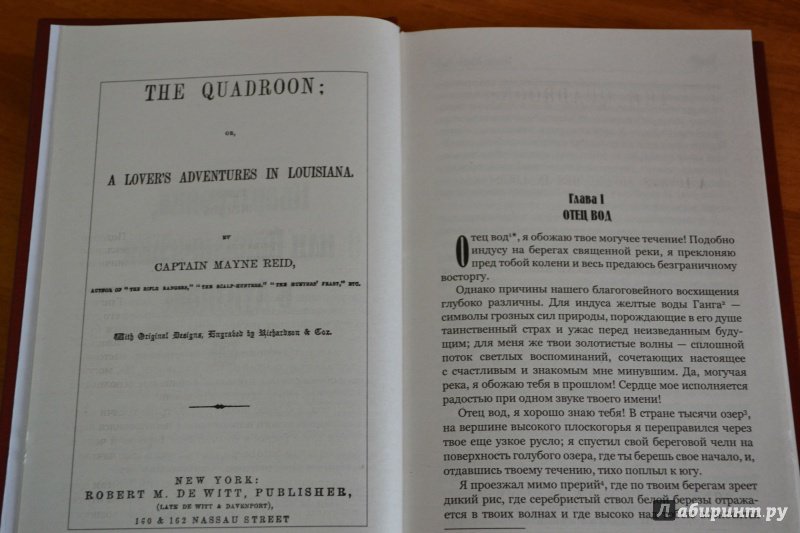 THE QUADROON;
OR,
A LOVER'S ADVENTURES IN LOUISIANA.
BY
CAPTAIN MAYNE REID,
AUTHOR OF "THE RIFLE RANGERS," "THE SCALP-HUNTERS," "THE HUNTERS' FEAST," ETC.
With Original Designs, Engraved by Richardson & Cox.
NEW YORK:
ROBERT M. DE WITT, PUBLISHER,
(LATE DE WITT & DAVENPORT),
160 & 162 NASSAU STREET
Глава I
ОТЕЦ ВОД
Отец вод¹*, я обожаю твое могучее течение! Подобно
индусу на берегах священной реки, я преклоняю
пред тобой колени и весь предаюсь безграничному
восторгу.
Однако причины нашего благоговейного восхищения
глубоко различны. Для индуса желтые воды Ганга² —
символы грозных сил природы, порождающие в его душе
таинственный страх и ужас перед неизведанным буду-
щим; для меня же твои золотистые волны — сплошной
поток светлых воспоминаний, сочетающих настоящее
с счастливым и знакомым мне минувшим. Да, могучая
река, я обожаю тебя в прошлом! Сердце мое исполняется
радостью при одном звуке твоего имени!
Отец вод, я хорошо знаю тебя! В стране тысячи озер³,
на вершине высокого плоскогорья я перепрыгивал через
твое еще узкое русло; я спустил свой береговой челн на
поверхность голубого озера, где ты берешь свое начало, и,
отдавшись твоему течению, тихо поплыл к югу.
Я проезжал мимо прерий⁴, где по твоим берегам зреет
дикий рис, где серебристый ствол белой березы отража-
ется в твоих волнах и где высоко над
Лабиринт.ру